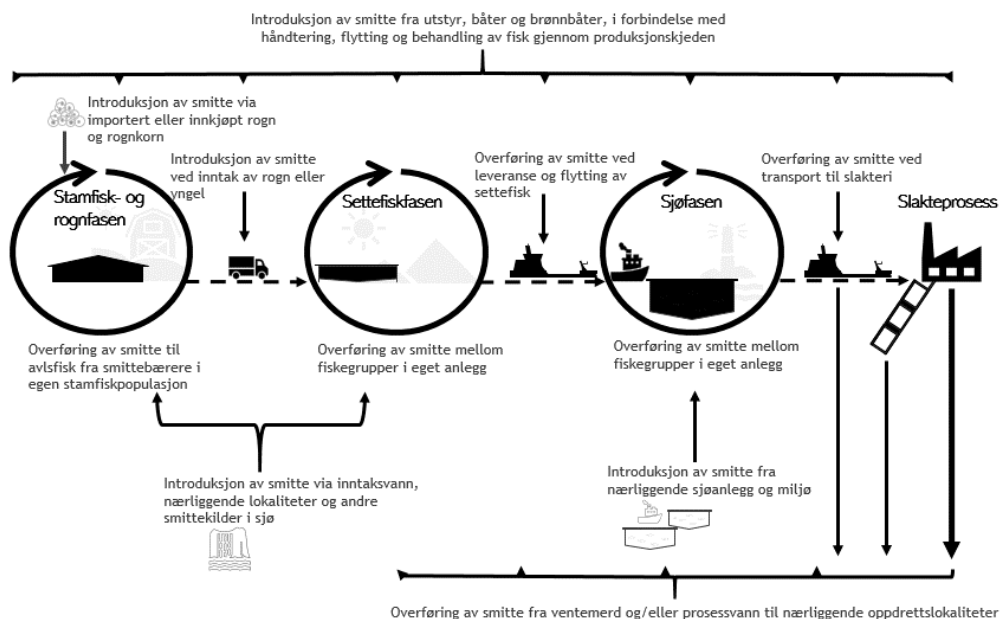 Introduksjon av smitte fra utstyr, båter og brønnbåter, i forbindelse med
håndtering, flytting og behandling av fisk gjennom produksjonskjeden
Introduksjon av smitte via
importert eller innkjøpt rogn
og rognkorn
Introduksjon av smitte
ved inntak av rogn eller
yngel
Overføring av smitte ved
leveranse og flytting av
settefisk
Overføring av smitte ved
transport til slakteri
Stamfisk- og
rognfasen
Settefiskfasen
Sjøfasen
Slakteprosess
Overføring av smitte til
avlsfisk fra smittebærere i
egen stamfiskpopulasjon
Overføring av smitte mellom
fiskegrupper i eget anlegg
Overføring av smitte mellom
fiskegrupper i eget anlegg
Introduksjon av smitte via inntaksvann,
nærliggende lokaliteter og andre
smittekilder i sjø
Introduksjon av smitte fra
nærliggende sjøanlegg og miljø
Overføring av smitte fra ventemerd og/eller prosessvann til nærliggende oppdrettslokaliteter